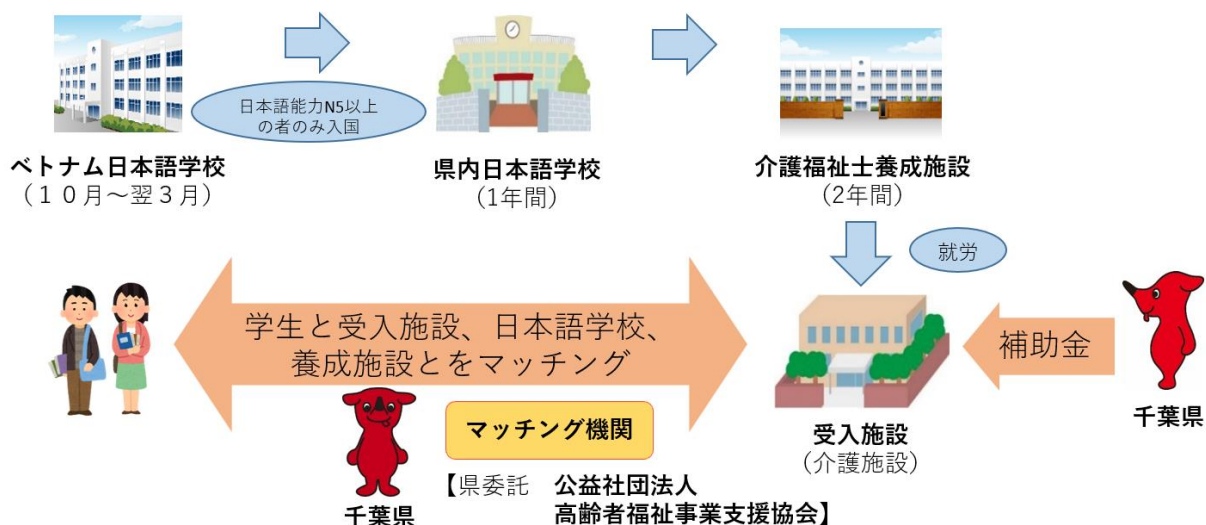 日本語能力N5以上
の者のみ入国
ベトナム日本語学校
（１０月～翌３月）
県内日本語学校
(1年間)
介護福祉士養成施設
(2年間)
就労
学生と受入施設、日本語学校、
養成施設とをマッチング
補助金
千葉県
マッチング機関
受入施設
(介護施設)
【県委託　公益社団法人
高齢者福祉事業支援協会】
千葉県